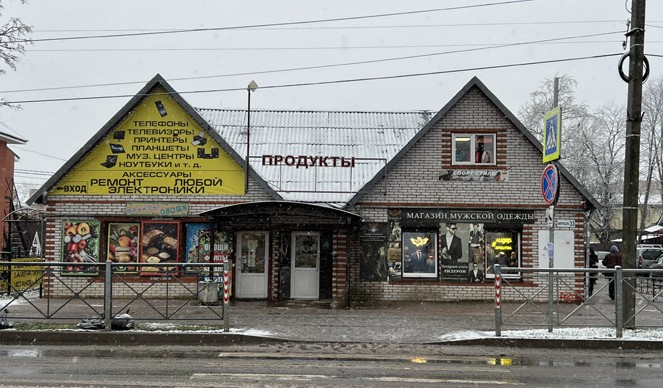 ТЕЛЕФОНЫ
ТЕЛЕВИЗОРЫ
ПРИНТЕРЫ
ПЛАНШЕТЫ
МУЗ. ЦЕНТРЫ
НОУТБУКИ и т. д.
АКСЕССУАРЫ
ВХОД
РЕМОНТ ЛЮБОЙ
ЭЛЕКТРОНИКИ
ПРОДУКТЫ
МАГАЗИН МУЖСКОЙ ОДЕЖДЫ